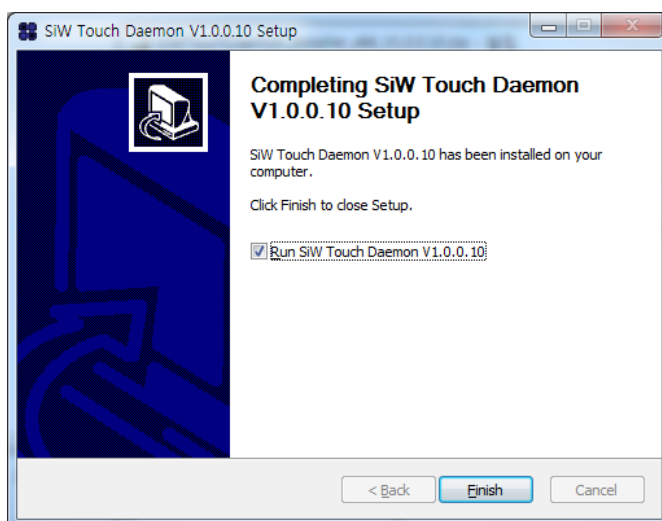 SiW Touch Daemon V1.0.0.10 Setup
Completing SiW Touch Daemon
V1.0.0.10 Setup
SiW Touch Daemon V1.0.0.10 has been installed on your
computer.
Click Finish to close Setup.
Run SiW Touch Daemon V1.0.0.10
< Back
Finish
Cancel